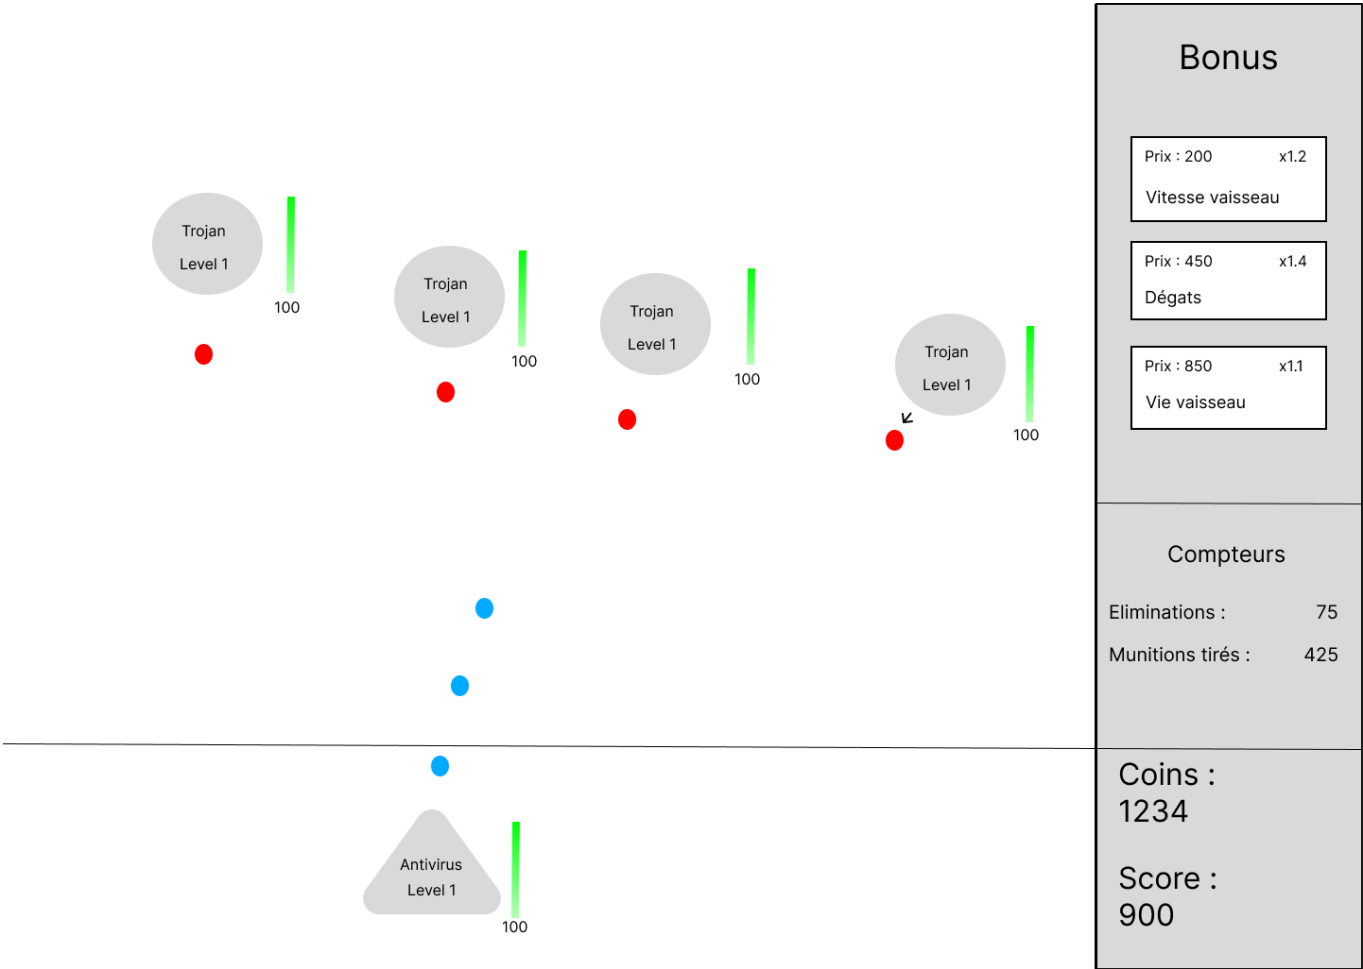 Trojan
Level 1
100
Trojan
Level 1
100
Trojan
Level 1
100
Trojan
Level 1
100
Antivirus
Level 1
100
Bonus
Prix : 200 x1.2
Vitesse vaisseau
Prix : 450 x1.4
Dégats
Prix : 850 x1.1
Vie vaisseau
Compteurs
Eliminations : 75
Munitions tirés : 425
Coins :
1234
Score :
900